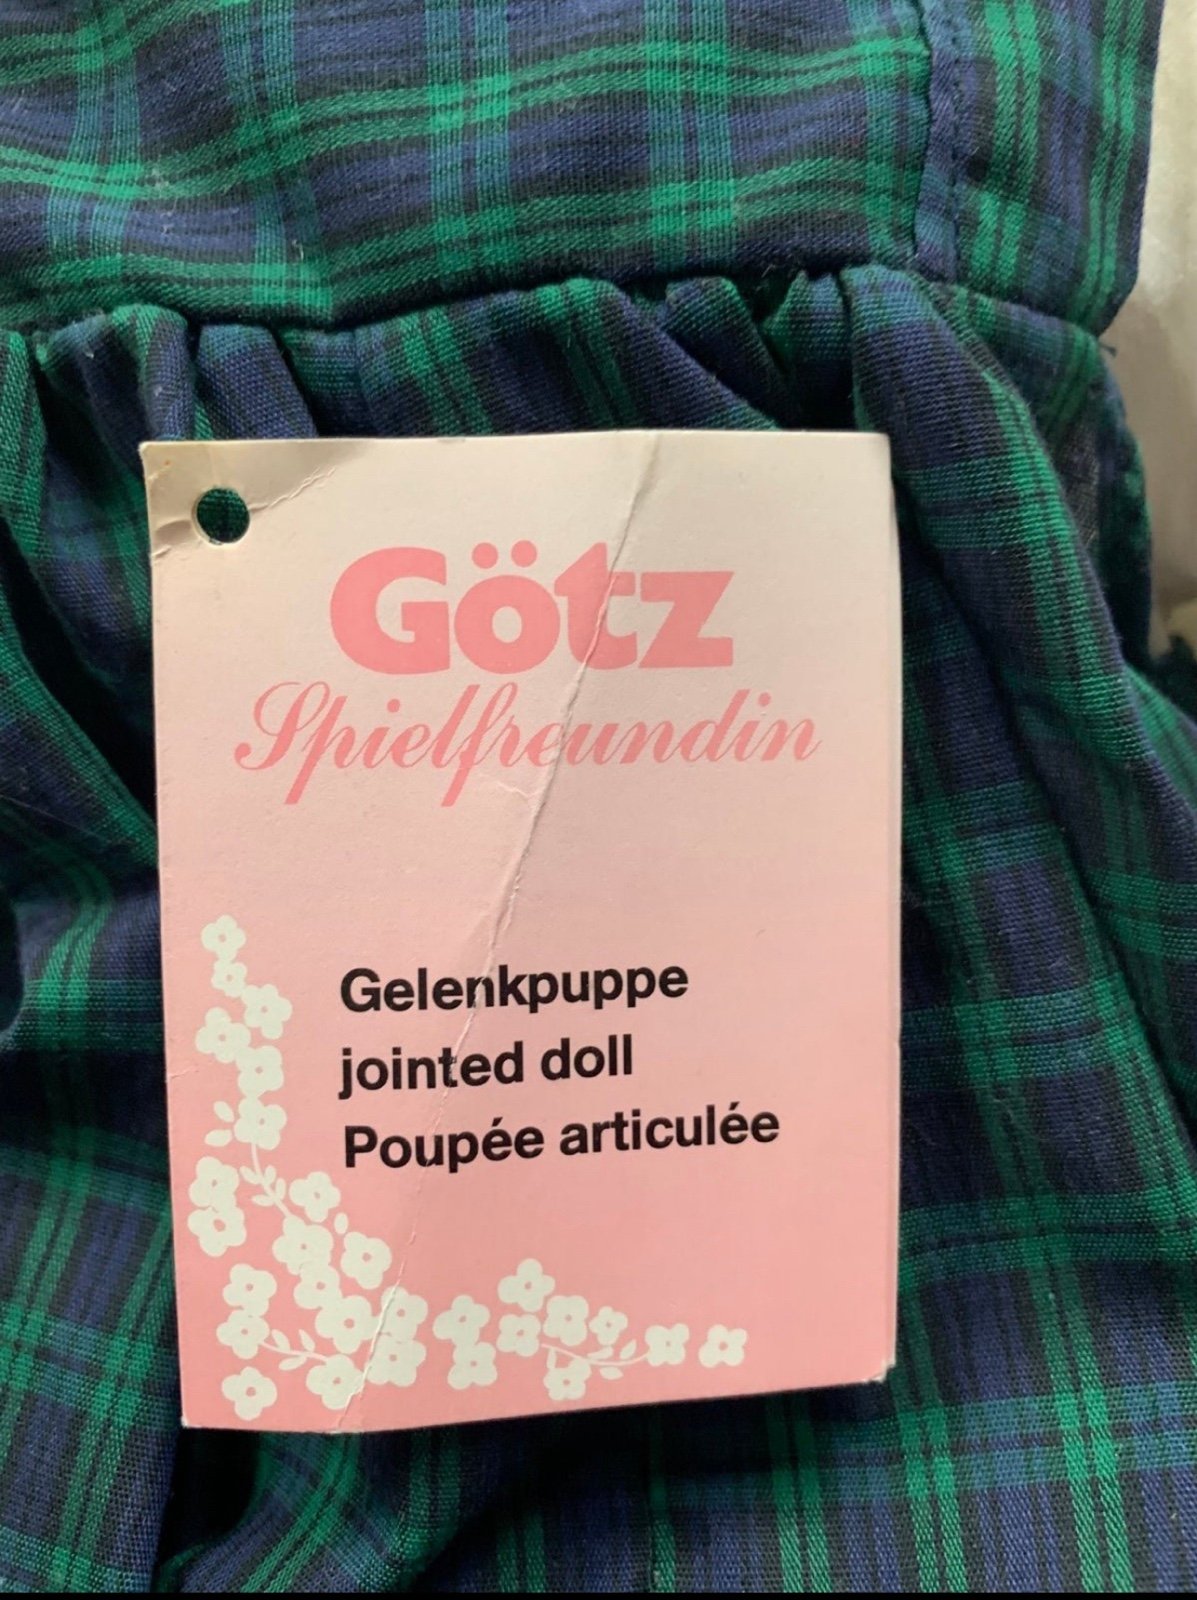 Götz
Spielfreundin
Gelenkpuppe
jointed doll
Poupée articulée